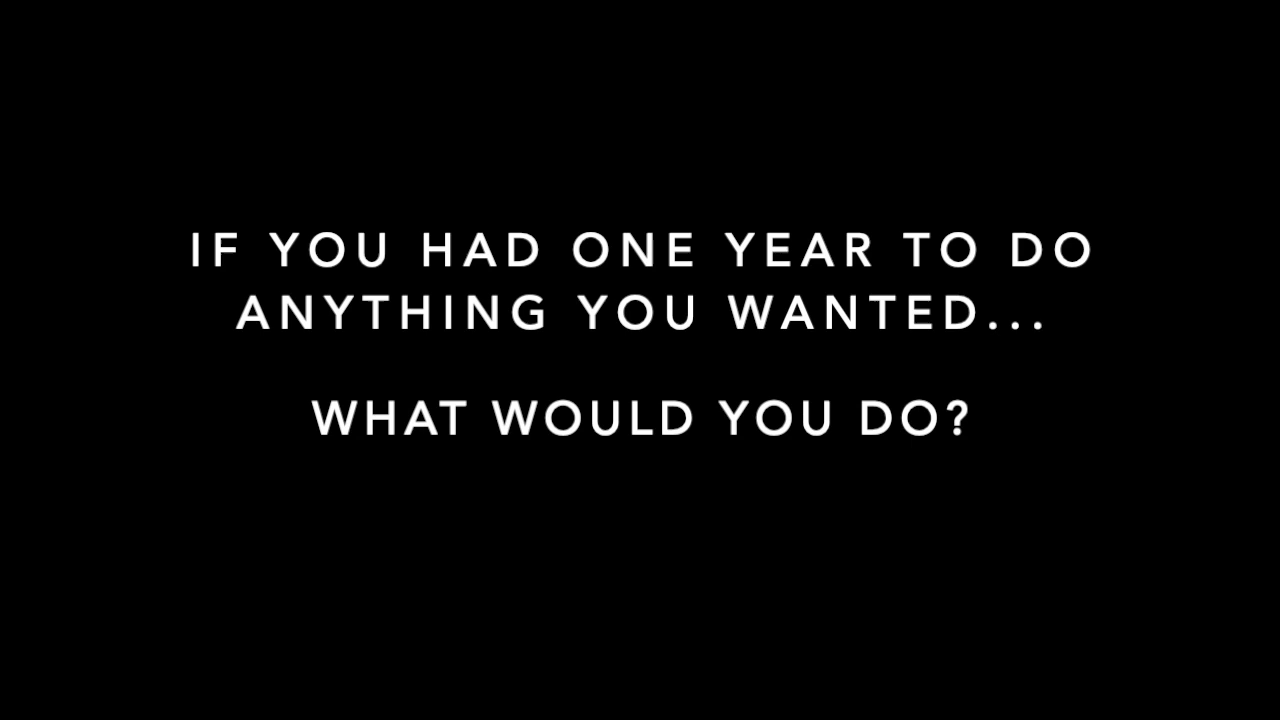 IF YOU HAD ONE YEAR TO DO
ANYTHING YOU WANTED...
WHAT WOULD YOU DO?